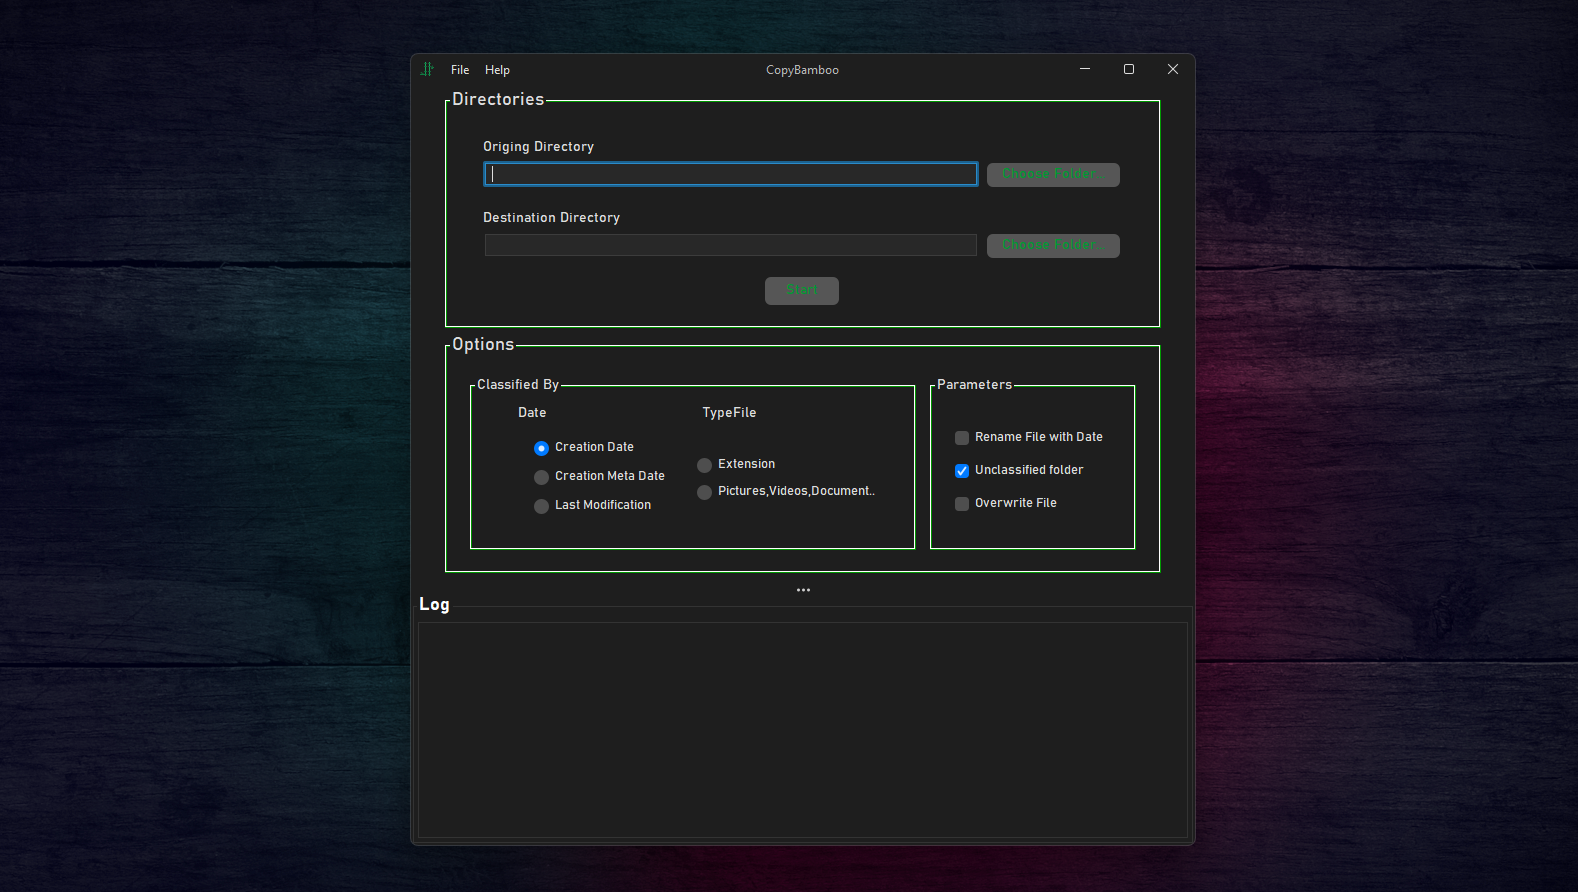 File Help CopyBamboo
Directories
Origing Directory
Choose Folder...
Destination Directory
Choose Folder...
Start
Options
Classified By
Date
TypeFile
Creation Date
Creation Meta Date
Last Modification
Extension
Pictures,Videos,Document..
Parameters
Rename File with Date
Unclassified folder
Overwrite File
Log